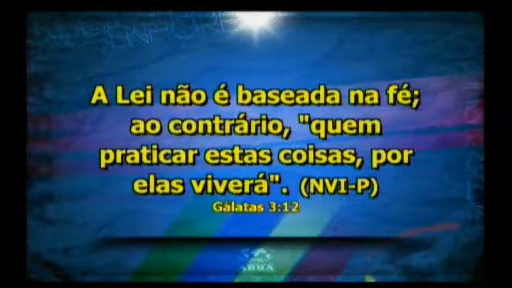 A Lei não é baseada na fé;
ao contrário, "quem
praticar estas coisas, por
elas viverá". (NVI-P)
Gálatas 3:12